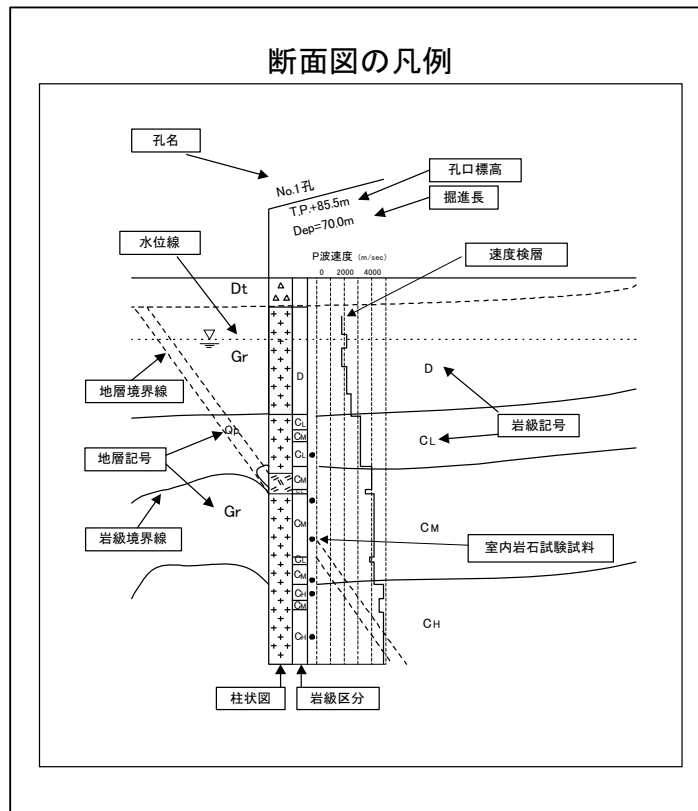 断面図の凡例
孔名
孔口標高
No.1孔
T.P.+85.5m
掘進長
Dep=70.0m
水位線
P波速度 (m/sec)
速度検層
0 2000 4000
Dt
Gr
D
D
地層境界線
CL
岩級記号
Qp
CM
CL
CL
地層記号
CM
Gr
CM
CM
岩級境界線
室内岩石試験試料
CL
CM
CH
CM
CH
CH
柱状図
岩級区分